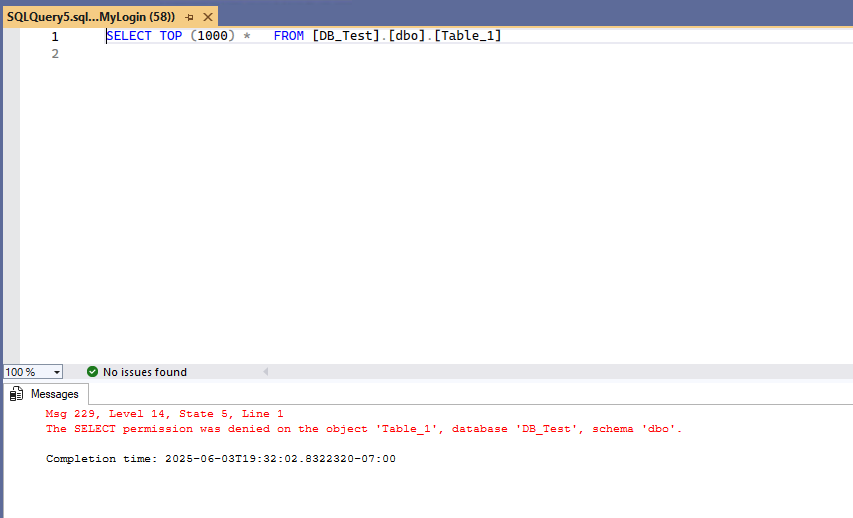 SQLQuery5.sql...MyLogin (58))
1 SELECT TOP (1000) * FROM [DB_Test].[dbo].[Table_1]
2
100 % No issues found
Messages
Msg 229, Level 14, State 5, Line 1
The SELECT permission was denied on the object 'Table_1', database 'DB_Test', schema 'dbo'.
Completion time: 2025-06-03T19:32:02.8322320-07:00